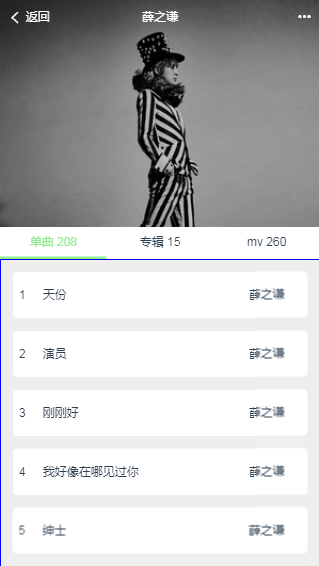 返回 薛之谦 •••
单曲 208 专辑 15 mv 260
1 天份 薛之谦
2 演员 薛之谦
3 刚刚好 薛之谦
4 我好像在哪见过你 薛之谦
5 绅士 薛之谦